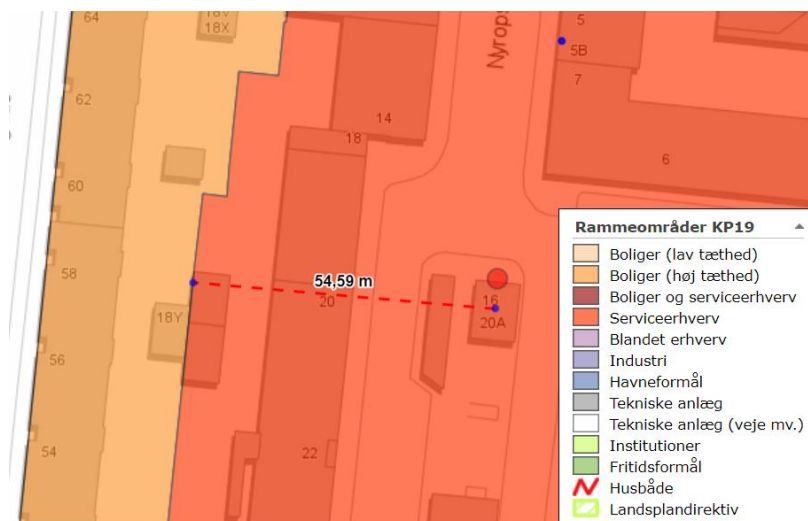 64
18V
18X
Nyrops
5
5B
7
62
14
18
6
60
58
54,59 m
20
16
20A
18Y
56
54
22
Rammeområder KP19
Boliger (lav tæthed)
Boliger (høj tæthed)
Boliger og serviceerhverv
Serviceerhverv
Blandet erhverv
Industri
Havneformål
Tekniske anlæg
Tekniske anlæg (veje mv.)
Institutioner
Fritidsformål
Husbåde
Landsplandirektiv